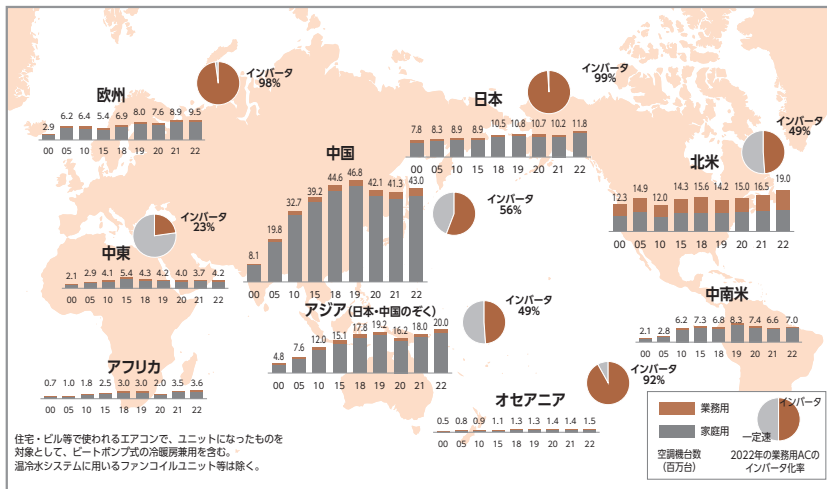 欧州
インバータ
98%
2.9 6.2 6.4 5.4 6.9 8.0 7.6 8.9 9.5
00 05 10 15 18 19 20 21 22
日本
インバータ
99%
7.8 8.3 8.9 8.9 10.5 10.8 10.7 10.2 11.8
00 05 10 15 18 19 20 21 22
北米
インバータ
49%
12.3 14.9 12.0 14.3 15.6 14.2 15.0 16.5 19.0
00 05 10 15 18 19 20 21 22
中国
インバータ
56%
8.1 19.8 32.7 39.2 44.6 46.8 42.1 41.3 43.0
00 05 10 15 18 19 20 21 22
中東
インバータ
23%
2.1 2.9 4.1 5.4 4.3 4.2 4.0 3.7 4.2
00 05 10 15 18 19 20 21 22
アジア(日本・中国のぞく)
インバータ
49%
4.8 7.6 12.0 15.1 17.8 19.2 16.2 18.0 20.0
00 05 10 15 18 19 20 21 22
中南米
2.1 2.8 6.2 7.3 6.8 8.3 7.4 6.6 7.0
00 05 10 15 18 19 20 21 22
アフリカ
0.7 1.0 1.8 2.5 3.0 3.0 2.0 3.5 3.6
00 05 10 15 18 19 20 21 22
オセアニア
インバータ
92%
0.5 0.8 0.9 1.1 1.3 1.3 1.4 1.4 1.5
00 05 10 15 18 19 20 21 22
住宅・ビル等で使われるエアコンで、ユニットになったものを
対象として、ビートポンプ式の冷暖房兼用を含む。
温冷水システムに用いるファンコイルユニット等は除く。
業務用
家庭用
空調機台数
(百万台)
インバータ
一定速
2022年の業務用ACの
インバータ化率